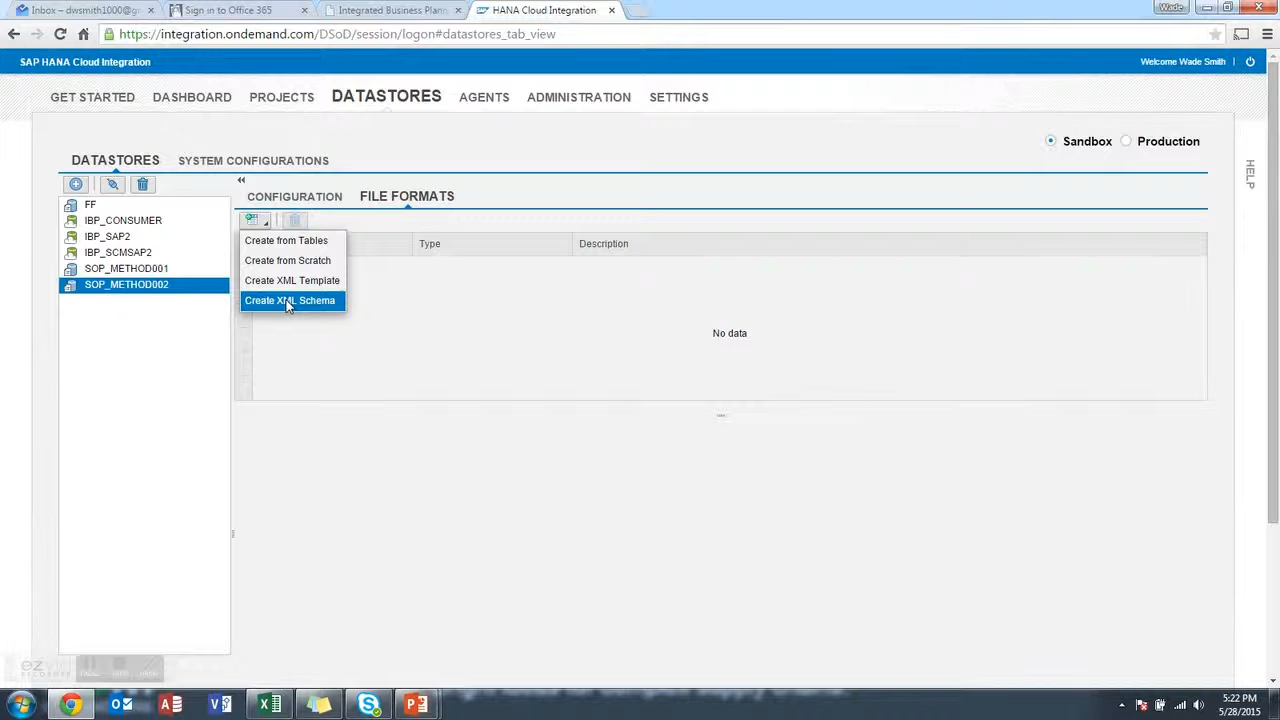 Inbox – dwsmith1000@gm
Sign in to Office 365
Integrated Business Plann
HANA Cloud Integration
Wade
https://integration.ondemand.com/DSoD/session/logon#datastores_tab_view
SAP HANA Cloud Integration
Welcome Wade Smith
GET STARTED DASHBOARD PROJECTS DATASTORES AGENTS ADMINISTRATION SETTINGS
Sandbox Production
HELP
DATASTORES SYSTEM CONFIGURATIONS
CONFIGURATION FILE FORMATS
FF
IBP_CONSUMER
IBP_SAP2
IBP_SCMSAP2
SOP_METHOD001
SOP_METHOD002
Create from Tables
Create from Scratch
Create XML Template
Create XML Schema
Type Description
No data
5:22 PM
5/28/2015